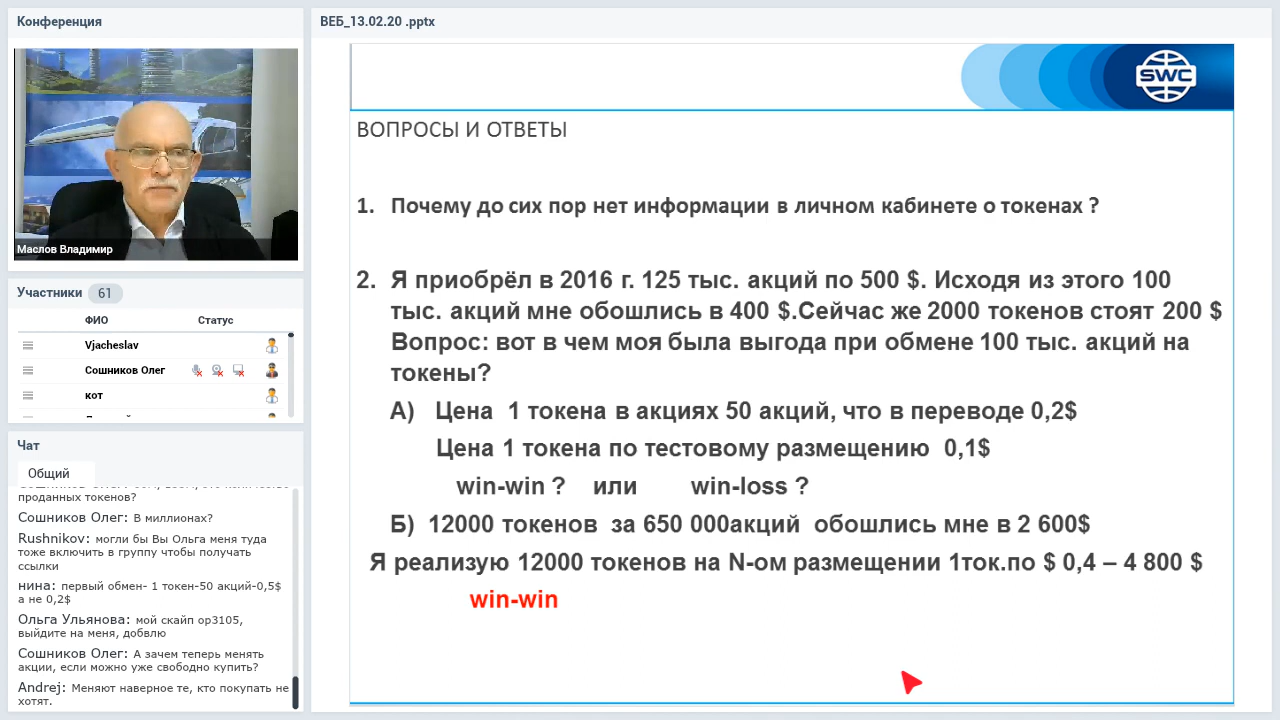 Конференция
Маслов Владимир
Участники 61
ФИО Статус
Vjacheslav
Сошников Олег
кот
Чат
Общий
проданных токенов?
Сошников Олег: В миллионах?
Rushnikov: могли бы Вы Ольга меня туда
тоже включить в группу чтобы получать
ссылки
нина: первый обмен- 1 токен-50 акций-0,5$
а не 0,2$
Ольга Ульянова: мой скайп op3105,
выйдите на меня, добвлю
Сошников Олег: А зачем теперь менять
акции, если можно уже свободно купить?
Andrej: Меняют наверное те, кто покупать не
хотят.
ВЕБ_13.02.20 .pptx
SWC
ВОПРОСЫ И ОТВЕТЫ
1. Почему до сих пор нет информации в личном кабинете о токенах ?
2. Я приобрёл в 2016 г. 125 тыс. акций по 500 $. Исходя из этого 100
тыс. акций мне обошлись в 400 $.Сейчас же 2000 токенов стоят 200 $
Вопрос: вот в чем моя была выгода при обмене 100 тыс. акций на
токены?
А) Цена 1 токена в акциях 50 акций, что в переводе 0,2$
Цена 1 токена по тестовому размещению 0,1$
win-win ? или win-loss ?
Б) 12000 токенов за 650 000акций обошлись мне в 2 600$
Я реализую 12000 токенов на N-ом размещении 1ток.по $ 0,4 – 4 800 $
win-win